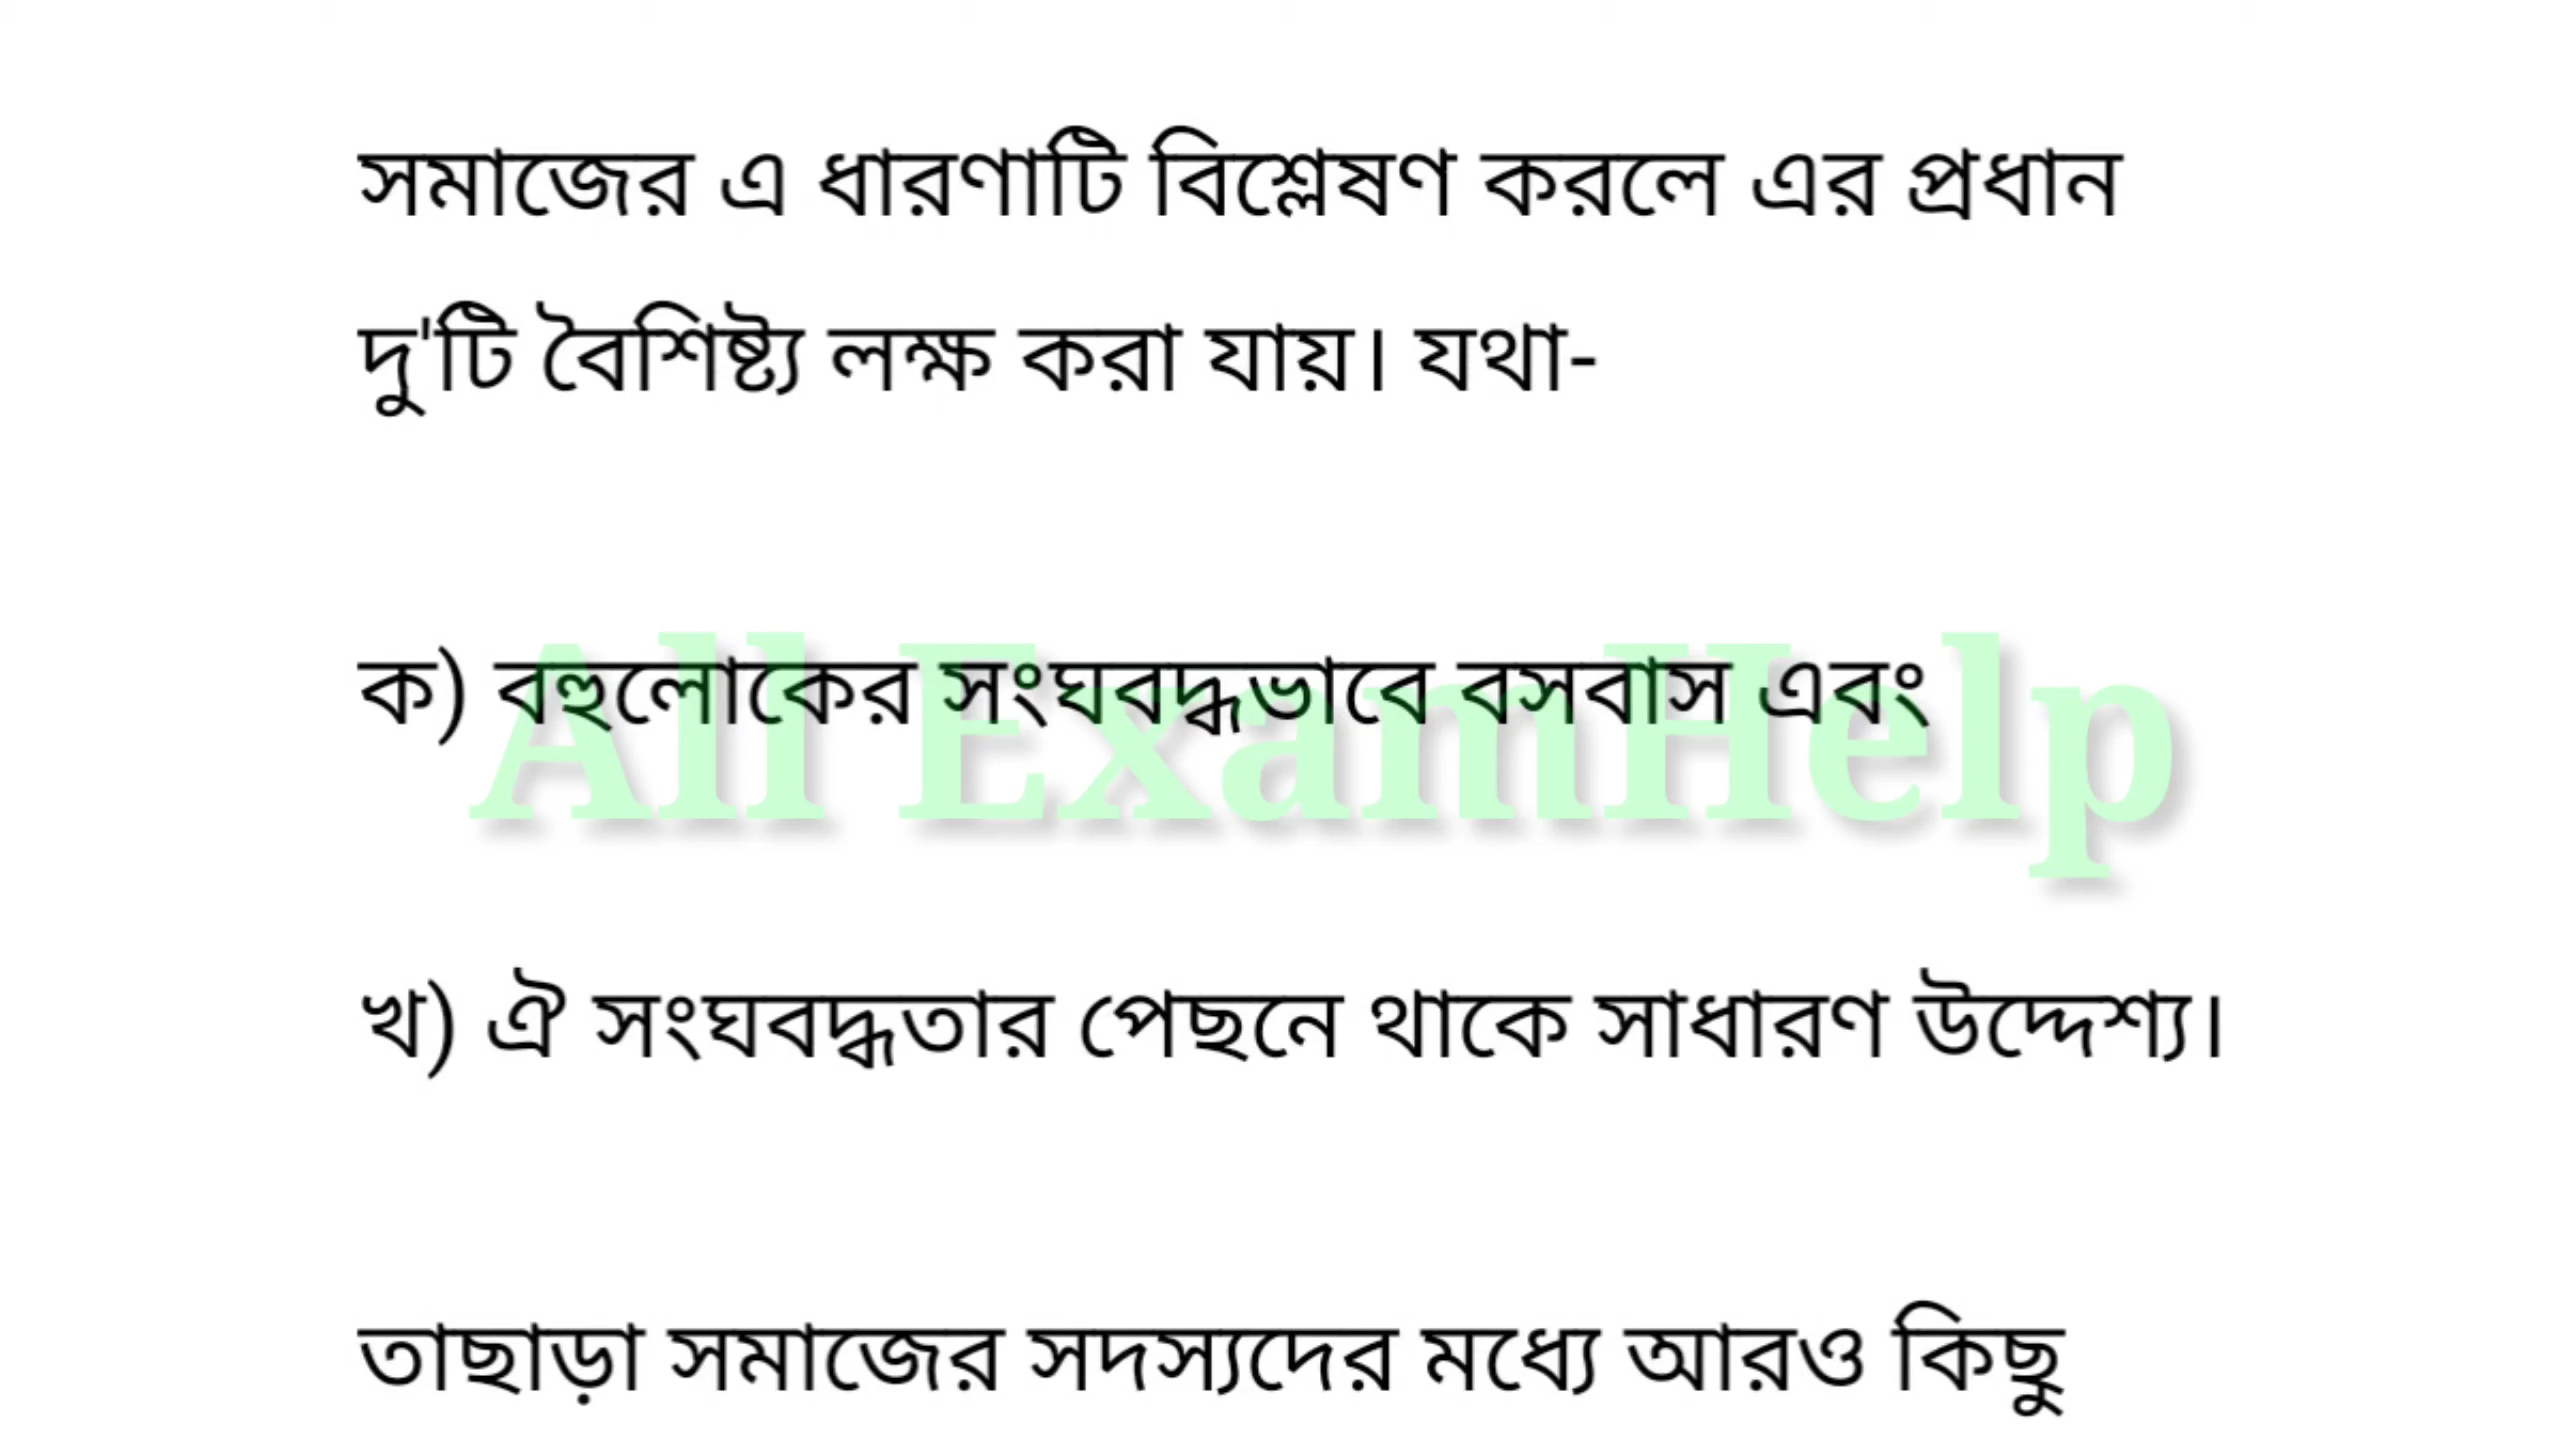 সমাজের এ ধারণাটি বিশ্লেষণ করলে এর প্রধান
দু'টি বৈশিষ্ট্য লক্ষ করা যায়। যথা-
ক) বহুলোকের সংঘবদ্ধভাবে বসবাস এবং
All ExamHelp
খ) ঐ সংঘবদ্ধতার পেছনে থাকে সাধারণ উদ্দেশ্য।
তাছাড়া সমাজের সদস্যদের মধ্যে আরও কিছু